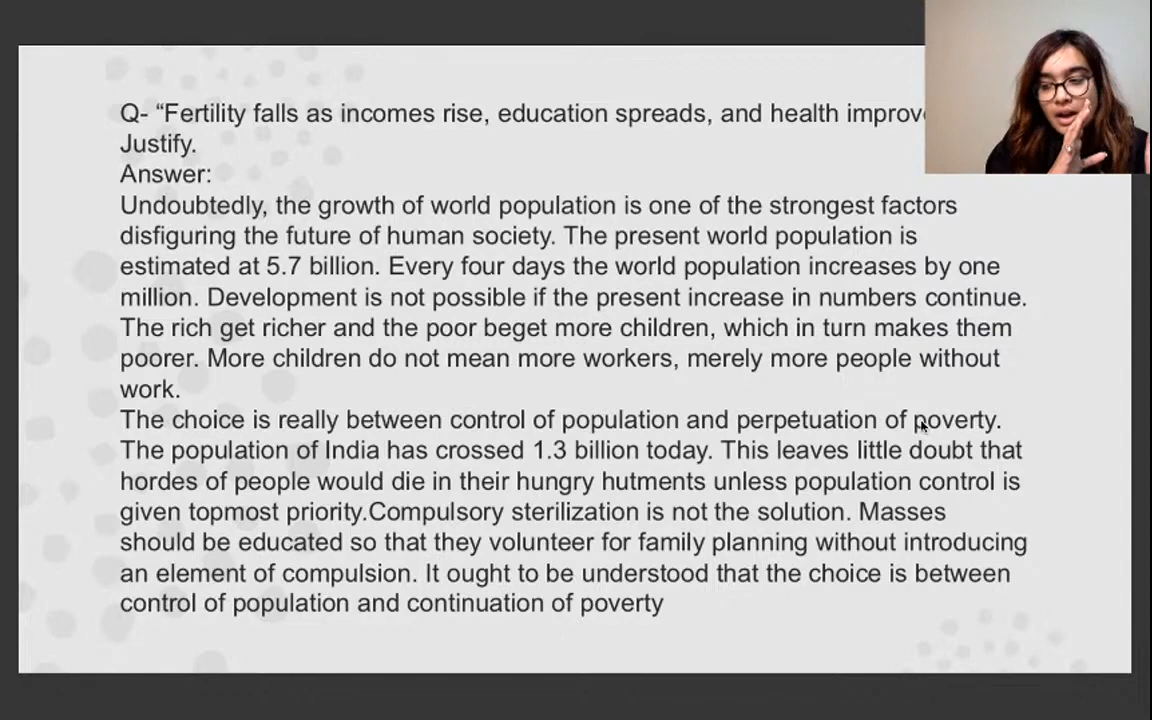 Q- “Fertility falls as incomes rise, education spreads, and health
Justify.
Answer:
Undoubtedly, the growth of world population is one of the strongest factors
disfiguring the future of human society. The present world population is
estimated at 5.7 billion. Every four days the world population increases by one
million. Development is not possible if the present increase in numbers continue.
The rich get richer and the poor beget more children, which in turn makes them
poorer. More children do not mean more workers, merely more people without
work.
The choice is really between control of population and perpetuation of poverty.
The population of India has crossed 1.3 billion today. This leaves little doubt that
hordes of people would die in their hungry hutments unless population control is
given topmost priority.Compulsory sterilization is not the solution. Masses
should be educated so that they volunteer for family planning without introducing
an element of compulsion. It ought to be understood that the choice is between
control of population and continuation of poverty